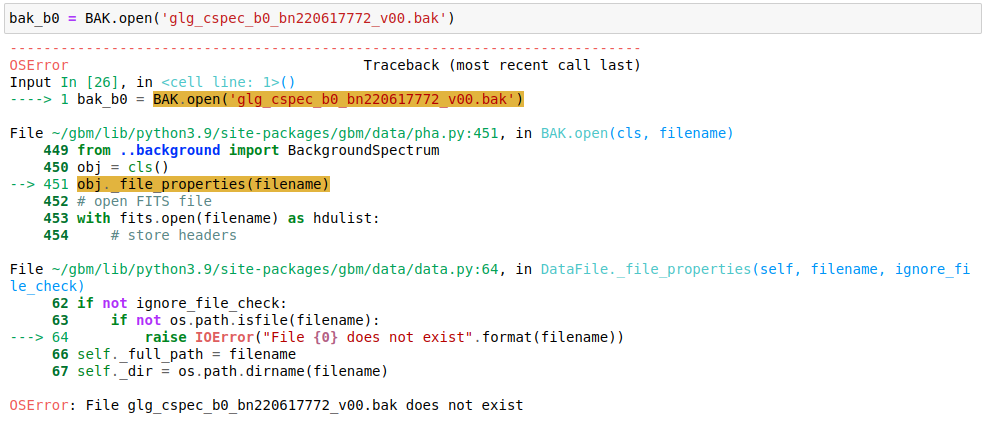 bak_b0 = BAK.open('glg_cspec_b0_bn220617772_v00.bak')
---------------------------------------------------------------------------
OSError                                   Traceback (most recent call last)
Input In [26], in <cell line: 1>()
----> 1 bak_b0 = BAK.open('glg_cspec_b0_bn220617772_v00.bak')
File ~/gbm/lib/python3.9/site-packages/gbm/data/pha.py:451, in BAK.open(cls, filename)
    449 from ..background import BackgroundSpectrum
    450 obj = cls()
--> 451 obj._file_properties(filename)
    452 # open FITS file
    453 with fits.open(filename) as hdulist:
    454     # store headers
File ~/gbm/lib/python3.9/site-packages/gbm/data/data.py:64, in DataFile._file_properties(self, filename, ignore_fi
le_check)
     62 if not ignore_file_check:
     63     if not os.path.isfile(filename):
---> 64         raise IOError("File {0} does not exist".format(filename))
     66 self._full_path = filename
     67 self._dir = os.path.dirname(filename)
OSError: File glg_cspec_b0_bn220617772_v00.bak does not exist